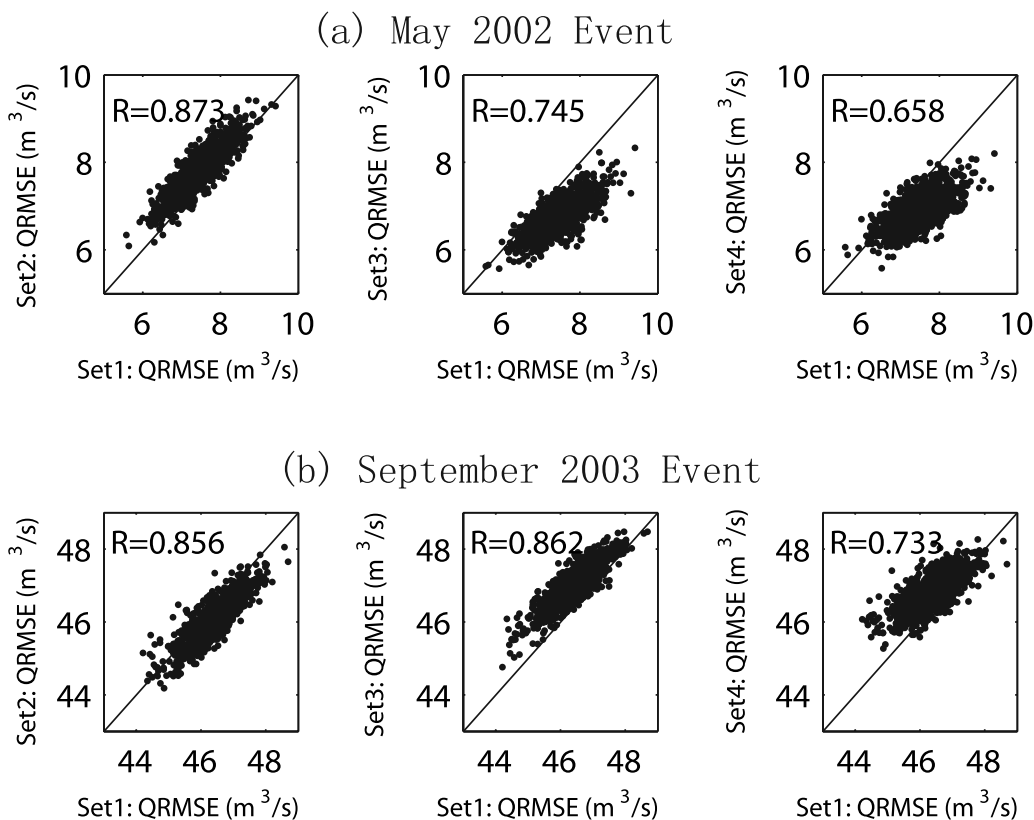 (a) May 2002 Event
10
8
6
6 8 10
R=0.873
Set2: QRMSE (m ³/s)
Set1: QRMSE (m ³/s)
10
8
6
6 8 10
R=0.745
Set3: QRMSE (m ³/s)
Set1: QRMSE (m ³/s)
10
8
6
6 8 10
R=0.658
Set4: QRMSE (m ³/s)
Set1: QRMSE (m ³/s)
(b) September 2003 Event
48
46
44
44 46 48
R=0.856
Set2: QRMSE (m ³/s)
Set1: QRMSE (m ³/s)
48
46
44
44 46 48
R=0.862
Set3: QRMSE (m ³/s)
Set1: QRMSE (m ³/s)
48
46
44
44 46 48
R=0.733
Set4: QRMSE (m ³/s)
Set1: QRMSE (m ³/s)